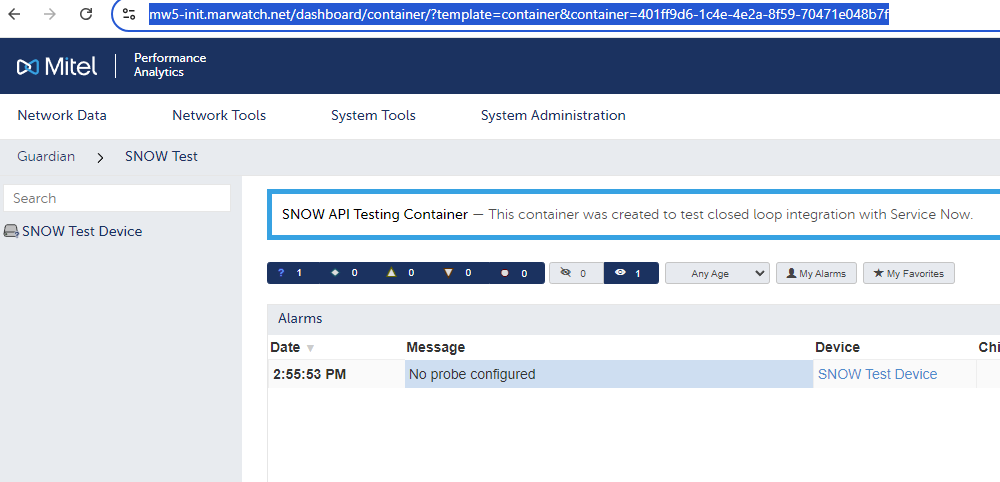 mw5-init.marwatch.net/dashboard/container/?template=container&container=401ff9d6-1c4e-4e2a-8f59-70471e048b7f
Mitel
Performance
Analytics
Network Data Network Tools System Tools System Administration
Guardian > SNOW Test
Search
SNOW Test Device
SNOW API Testing Container — This container was created to test closed loop integration with Service Now.
? 1 0 0 0 0 0 1 Any Age My Alarms My Favorites
Alarms
Date Message Device Chi
2:55:53 PM No probe configured SNOW Test Device